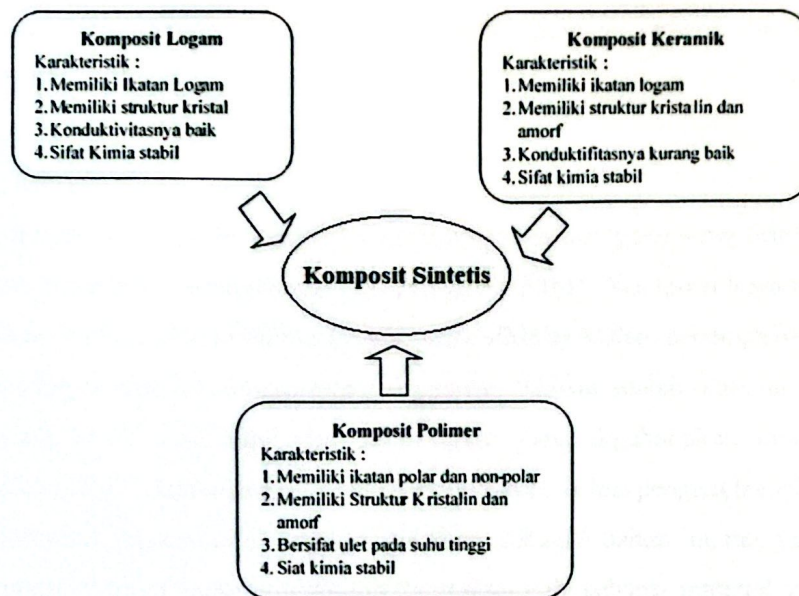 Komposit Logam
Karakteristik :
1. Memiliki Ikatan Logam
2. Memiliki struktur kristal
3. Konduktivitasnya baik
4. Sifat Kimia stabil
Komposit Keramik
Karakteristik :
1. Memiliki ikatan logam
2. Memiliki struktur kristalin dan
amorf
3. Konduktifitasnya kurang baik
4. Sifat kimia stabil
Komposit Sintetis
Komposit Polimer
Karakteristik :
1. Memiliki ikatan polar dan non-polar
2. Memiliki Struktur K ristalin dan
amorf
3. Bersifat ulet pada suhu tinggi
4. Siat kimia stabil